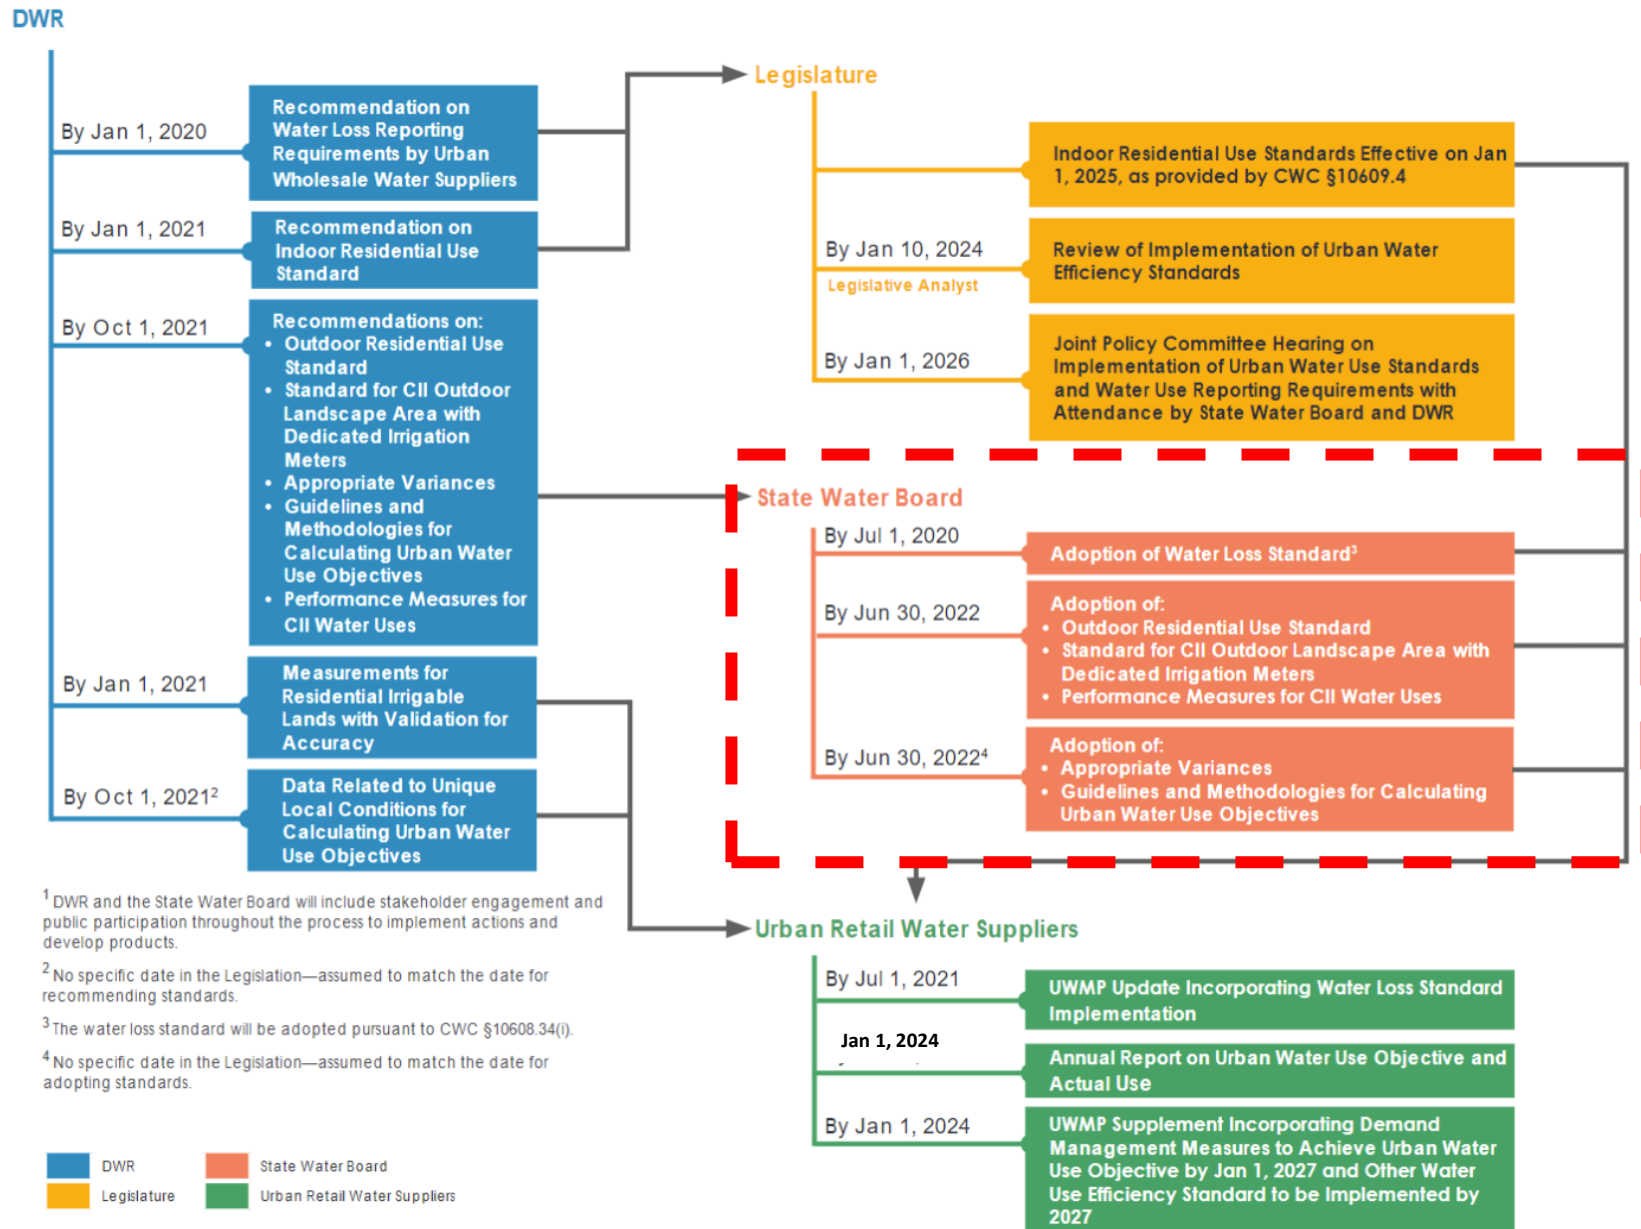 DWR
By Jan 1, 2020
Recommendation on
Water Loss Reporting
Requirements by Urban
Wholesale Water Suppliers
By Jan 1, 2021
Recommendation on
Indoor Residential Use
Standard
By Oct 1, 2021
Recommendations on:
• Outdoor Residential Use
Standard
• Standard for CII Outdoor
Landscape Area with
Dedicated Irrigation
Meters
• Appropriate Variances
• Guidelines and
Methodologies for
Calculating Urban Water
Use Objectives
• Performance Measures for
CII Water Uses
By Jan 1, 2021
Measurements for
Residential Irrigable
Lands with Validation for
Accuracy
By Oct 1, 2021²
Data Related to Unique
Local Conditions for
Calculating Urban Water
Use Objectives
Legislature
Indoor Residential Use Standards Effective on Jan
1, 2025, as provided by CWC §10609.4
By Jan 10, 2024
Legislative Analyst
Review of Implementation of Urban Water
Efficiency Standards
By Jan 1, 2026
Joint Policy Committee Hearing on
Implementation of Urban Water Use Standards
and Water Use Reporting Requirements with
Attendance by State Water Board and DWR
State Water Board
By Jul 1, 2020
Adoption of Water Loss Standard³
By Jun 30, 2022
Adoption of:
• Outdoor Residential Use Standard
• Standard for CII Outdoor Landscape Area with
Dedicated Irrigation Meters
• Performance Measures for CII Water Uses
By Jun 30, 2022⁴
Adoption of:
• Appropriate Variances
• Guidelines and Methodologies for Calculating
Urban Water Use Objectives
Urban Retail Water Suppliers
By Jul 1, 2021
UWMP Update Incorporating Water Loss Standard
Implementation
Jan 1, 2024
Annual Report on Urban Water Use Objective and
Actual Use
By Jan 1, 2024
UWMP Supplement Incorporating Demand
Management Measures to Achieve Urban Water
Use Objective by Jan 1, 2027 and Other Water
Use Efficiency Standard to be Implemented by
2027
¹ DWR and the State Water Board will include stakeholder engagement and
public participation throughout the process to implement actions and
develop products.
² No specific date in the Legislation—assumed to match the date for
recommending standards.
³ The water loss standard will be adopted pursuant to CWC §10608.34(i).
⁴ No specific date in the Legislation—assumed to match the date for
adopting standards.
DWR
State Water Board
Legislature
Urban Retail Water Suppliers